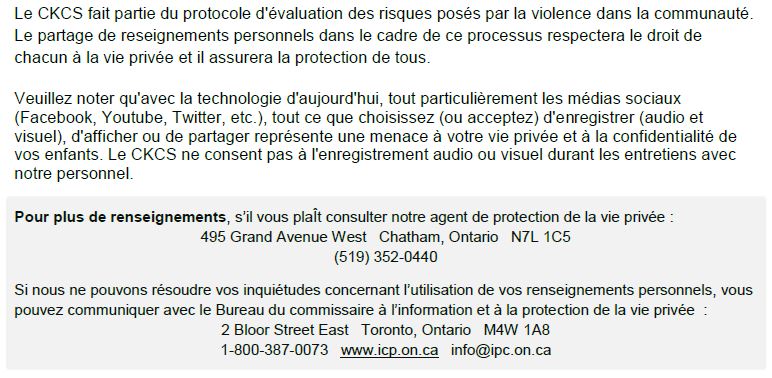 Le CKCS fait partie du protocole d'évaluation des risques posés par la violence dans la communauté.
Le partage de reseignements personnels dans le cadre de ce processus respectera le droit de
chacun à la vie privée et il assurera la protection de tous.
Veuillez noter qu'avec la technologie d'aujourd'hui, tout particulièrement les médias sociaux
(Facebook, Youtube, Twitter, etc.), tout ce que choisissez (ou acceptez) d'enregistrer (audio et
visuel), d'afficher ou de partager représente une menace à votre vie privée et à la confidentialité de
vos enfants. Le CKCS ne consent pas à l'enregistrement audio ou visuel durant les entretiens avec
notre personnel.
Pour plus de renseignements, s’il vous plaÎt consulter notre agent de protection de la vie privée :
495 Grand Avenue West Chatham, Ontario N7L 1C5
(519) 352-0440
Si nous ne pouvons résoudre vos inquiétudes concernant l’utilisation de vos renseignements personnels, vous
pouvez communiquer avec le Bureau du commissaire à l’information et à la protection de la vie privée :
2 Bloor Street East Toronto, Ontario M4W 1A8
1-800-387-0073 www.icp.on.ca info@ipc.on.ca